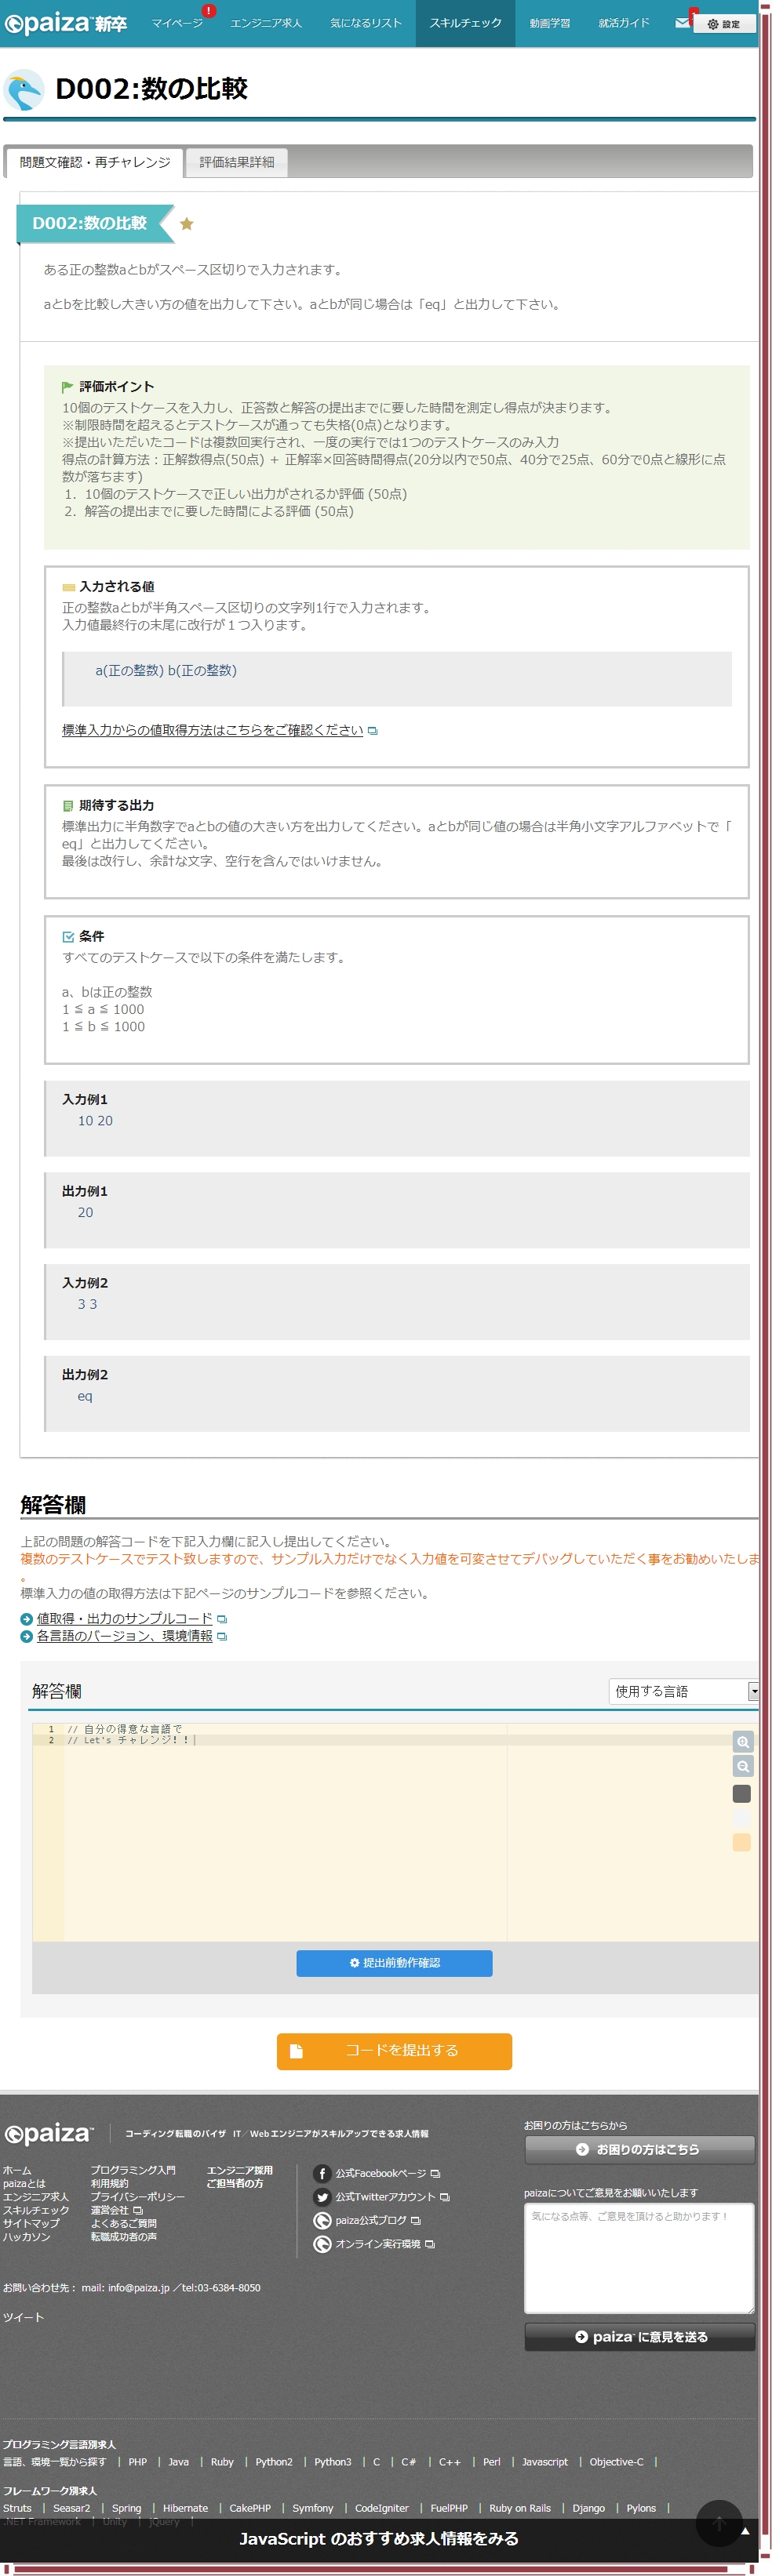 paiza 新卒
マイページ
!
エンジニア求人
気になるリスト
スキルチェック
動画学習
就活ガイド
設定
D002:数の比較
問題文確認・再チャレンジ
評価結果詳細
D002:数の比較
ある正の整数aとbがスペース区切りで入力されます。
aとbを比較し大きい方の値を出力して下さい。aとbが同じ場合は「eq」と出力して下さい。
評価ポイント
10個のテストケースを入力し、正答数と解答の提出までに要した時間を測定し得点が決まります。
※制限時間を超えるとテストケースが通っても失格(0点)となります。
※提出いただいたコードは複数回実行され、一度の実行では1つのテストケースのみ入力
得点の計算方法：正解数得点(50点) ＋ 正解率×回答時間得点(20分以内で50点、40分で25点、60分で0点と線形に点
数が落ちます)
1. 10個のテストケースで正しい出力がされるか評価 (50点)
2. 解答の提出までに要した時間による評価 (50点)
入力される値
正の整数aとbが半角スペース区切りの文字列1行で入力されます。
入力値最終行の末尾に改行が１つ入ります。
a(正の整数) b(正の整数)
標準入力からの値取得方法はこちらをご確認ください
期待する出力
標準出力に半角数字でaとbの値の大きい方を出力してください。aとbが同じ値の場合は半角小文字アルファベットで「
eq」と出力してください。
最後は改行し、余計な文字、空行を含んではいけません。
条件
すべてのテストケースで以下の条件を満たします。
a、bは正の整数
1 ≦ a ≦ 1000
1 ≦ b ≦ 1000
入力例1
10 20
出力例1
20
入力例2
3 3
出力例2
eq
解答欄
上記の問題の解答コードを下記入力欄に記入し提出してください。
複数のテストケースでテスト致しますので、サンプル入力だけでなく入力値を可変させてデバッグしていただく事をお勧めいたしま
。
標準入力の値の取得方法は下記ページのサンプルコードを参照ください。
値取得・出力のサンプルコード
各言語のバージョン、環境情報
解答欄
使用する言語
1 // 自分の得意な言語で
2 // Let's チャレンジ！！
提出前動作確認
コードを提出する
paiza
コーディング転職のパイザ IT／Webエンジニアがスキルアップできる求人情報
ホーム
paizaとは
エンジニア求人
スキルチェック
サイトマップ
ハッカソン
プログラミング入門
利用規約
プライバシーポリシー
運営会社
よくあるご質問
転職成功者の声
エンジニア採用
ご担当者の方
公式Facebookページ
公式Twitterアカウント
paiza公式ブログ
オンライン実行環境
お困りの方はこちらから
お困りの方はこちら
paizaについてご意見をお願いいたします
気になる点等、ご意見を頂けると助かります！
paiza に意見を送る
お問い合わせ先： mail: info@paiza.jp ／tel:03-6384-8050
ツイート
プログラミング言語別求人
言語、環境一覧から探す | PHP | Java | Ruby | Python2 | Python3 | C | C# | C++ | Perl | Javascript | Objective-C |
フレームワーク別求人
Struts | Seasar2 | Spring | Hibernate | CakePHP | Symfony | CodeIgniter | FuelPHP | Ruby on Rails | Django | Pylons |
.NET Framework | Unity | jQuery |
JavaScript のおすすめ求人情報をみる
▲